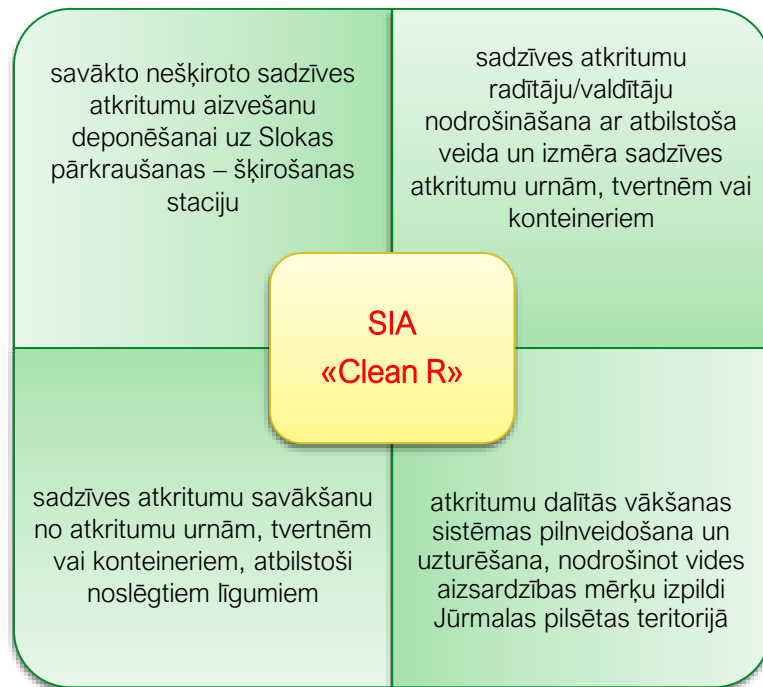 savākto nešķiroto sadzīves
atkritumu aizvešanu
deponēšanai uz Slokas
pārkraušanas – šķirošanas
staciju
sadzīves atkritumu
radītāju/valdītāju
nodrošināšana ar atbilstoša
veida un izmēra sadzīves
atkritumu urnām, tvertnēm vai
konteineriem
SIA
«Clean R»
sadzīves atkritumu savākšanu
no atkritumu urnām, tvertnēm
vai konteineriem, atbilstoši
noslēgtiem līgumiem
atkritumu dalītās vākšanas
sistēmas pilnveidošana un
uzturēšana, nodrošinot vides
aizsardzības mērķu izpildi
Jūrmalas pilsētas teritorijā